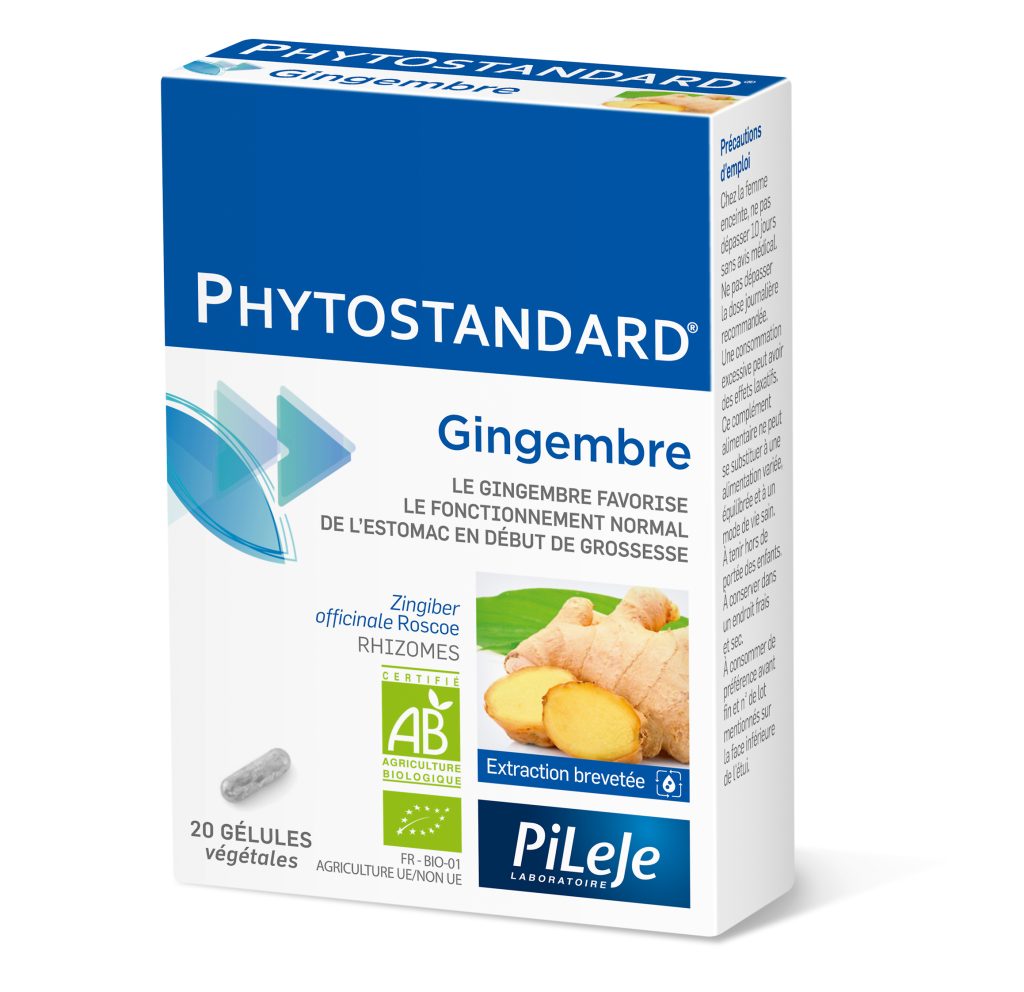 PHYTOSTANDARD®
Gingembre
PHYTOSTANDARD®
Gingembre
LE GINGEMBRE FAVORISE
LE FONCTIONNEMENT NORMAL
DE L'ESTOMAC EN DÉBUT DE GROSSESSE
Zingiber
officinale Roscoe
RHIZOMES
CERTIFIÉ
AB
AGRICULTURE
BIOLOGIQUE
Extraction brevetée
20 GÉLULES
végétales
FR - BIO-01
AGRICULTURE UE/NON UE
PiLeJe
LABORATOIRE
Précautions
d'emploi
Chez la femme
enceinte, ne pas
dépasser 10 jours
sans avis médical.
Ne pas dépasser
la dose journalière
recommandée.
Une consommation
excessive peut avoir
des effets laxatifs.
Ce complément
alimentaire ne peut
se substituer à une
alimentation variée,
équilibrée et à un
mode de vie sain.
À tenir hors de
portée des enfants.
À conserver dans
un endroit frais
et sec.
À consommer de
préférence avant
fin et n° de lot
mentionnés sur
la face inférieure
de l'étui.